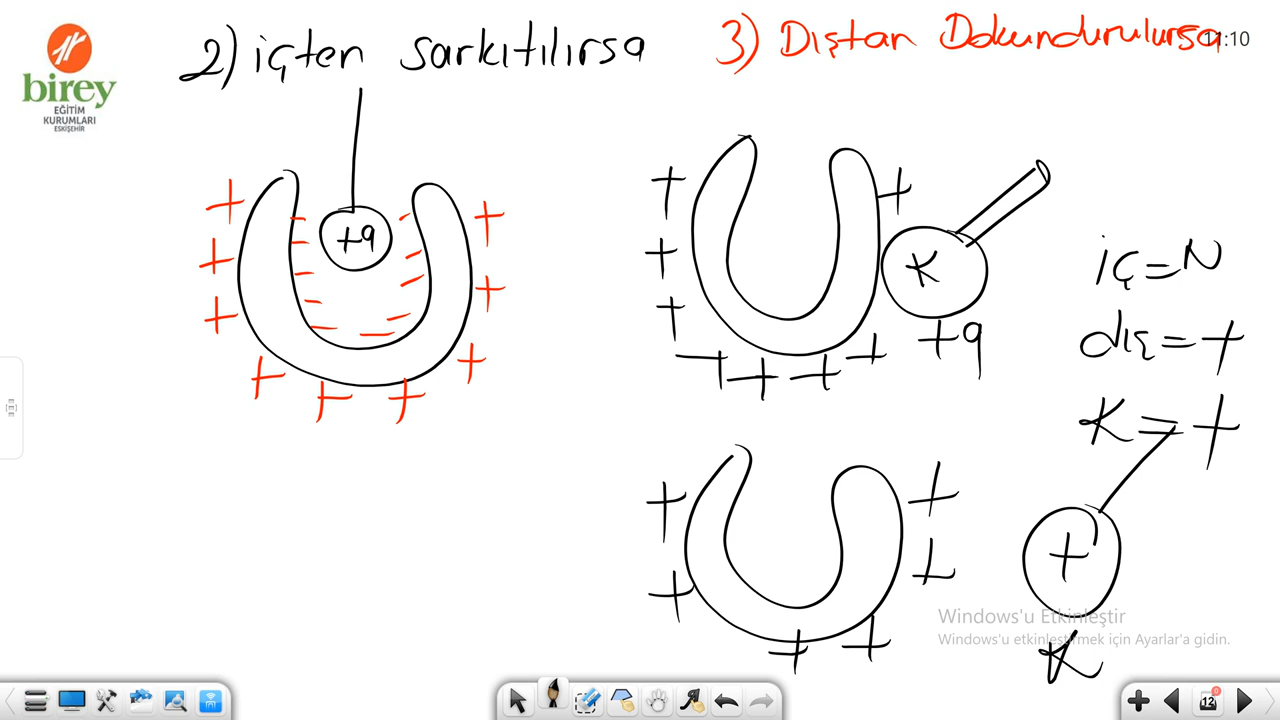 birey
EĞİTİM
KURUMLARI
ESKİŞEHİR
2) içten sarkıtılırsa
+q
+ + + + + + + + + +
- - - - - - - - - -
3) Dıştan Dokundurulursa
11:10
+ + + + + + + + +
K
+q
iç=N
dış=+
K=+
+ + + + + +
+
K
Windows'u Etkinleştir
Windows'u etkinleştirmek için Ayarlar'a gidin.
12